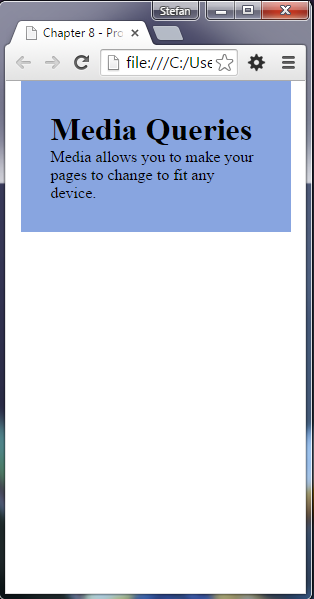 Stefan
Chapter 8 - Pro
file:///C:/Use
Media Queries
Media allows you to make your
pages to change to fit any
device.